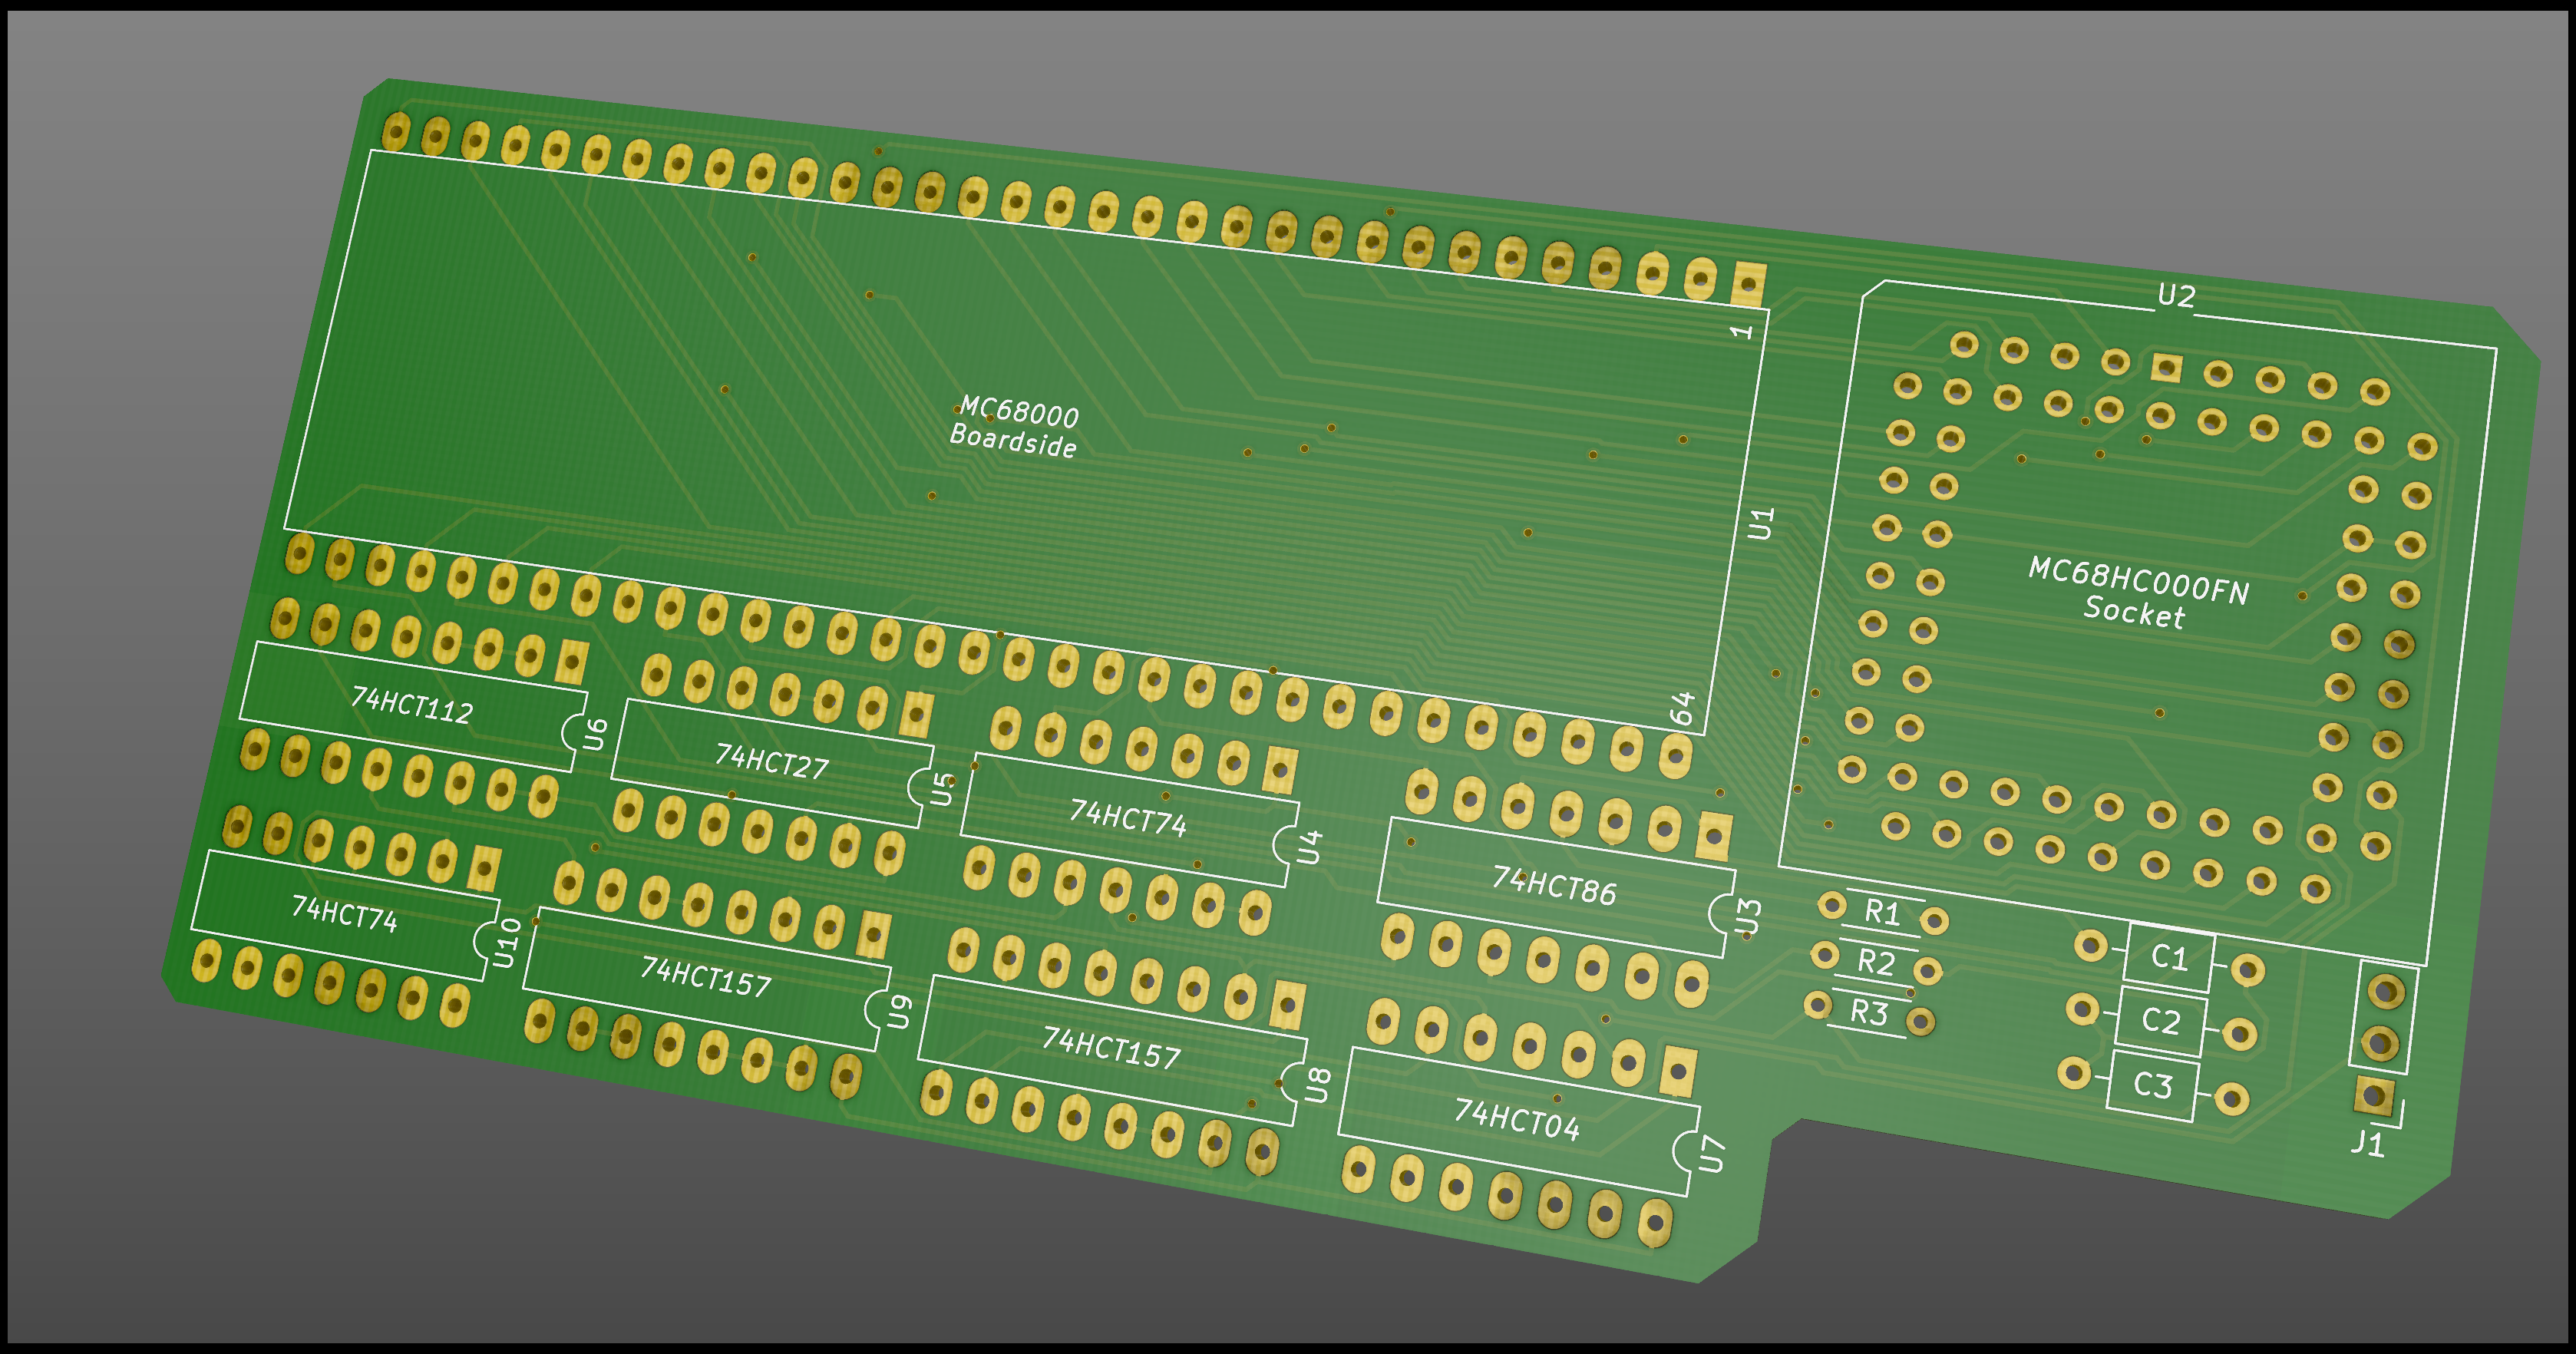 U2
1
MC68000
Boardside
U1
MC68HC000FN
Socket
64
74HCT112
U6
74HCT27
U5
74HCT74
U4
74HCT86
U3
R1
R2
R3
C1
C2
C3
J1
74HCT74
U10
74HCT157
U9
74HCT157
U8
74HCT04
U7